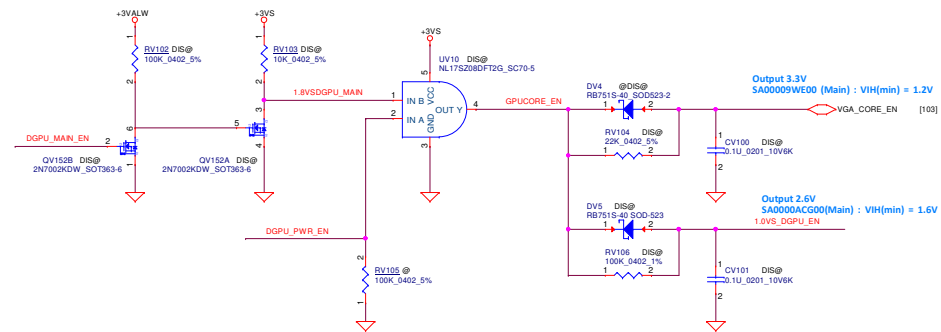 +3VALW
+3VS
+3VS
1
RV102 DIS@
100K_0402_5%
2
1
RV103 DIS@
10K_0402_5%
2
UV10 DIS@
NL17SZ08DFT2G_SC70-5
5
1.8VSDGPU_MAIN
1
IN B
VCC
2
IN A
GND
OUT Y
4
3
GPUCORE_EN
DV4 @DIS@
RB751S-40_SOD523-2
1
2
Output 3.3V
SA00009WE00 (Main) : VIH(min) = 1.2V
VGA_CORE_EN [103]
RV104 DIS@
22K_0402_5%
1
2
1
CV100 DIS@
0.1U_0201_10V6K
2
DGPU_MAIN_EN
2
6
1
QV152B DIS@
2N7002KDW_SOT363-6
5
3
4
QV152A DIS@
2N7002KDW_SOT363-6
DV5 DIS@
RB751S-40 SOD-523
1
2
Output 2.6V
SA0000ACG00(Main) : VIH(min) = 1.6V
1.0VS_DGPU_EN
RV106 DIS@
100K_0402_1%
1
2
1
CV101 DIS@
0.1U_0201_10V6K
2
DGPU_PWR_EN
2
RV105 @
100K_0402_5%
1